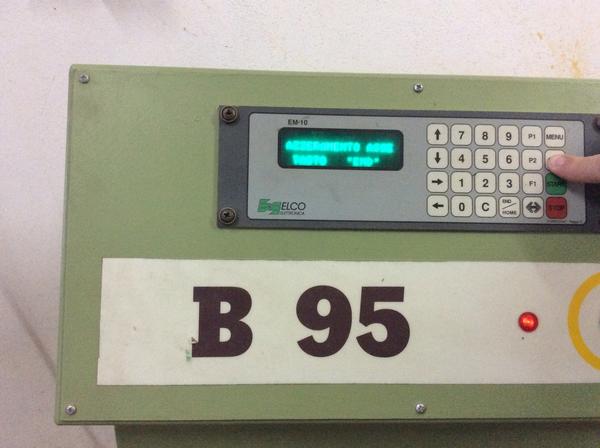 EM-10
AZZERAMENTO ASSE
TASTO "END"
ELCO
ELETTRONICA
7 8 9 P1 MENU
4 5 6 P2
1 2 3 F1 START
0 C END/HOME STOP
B 95